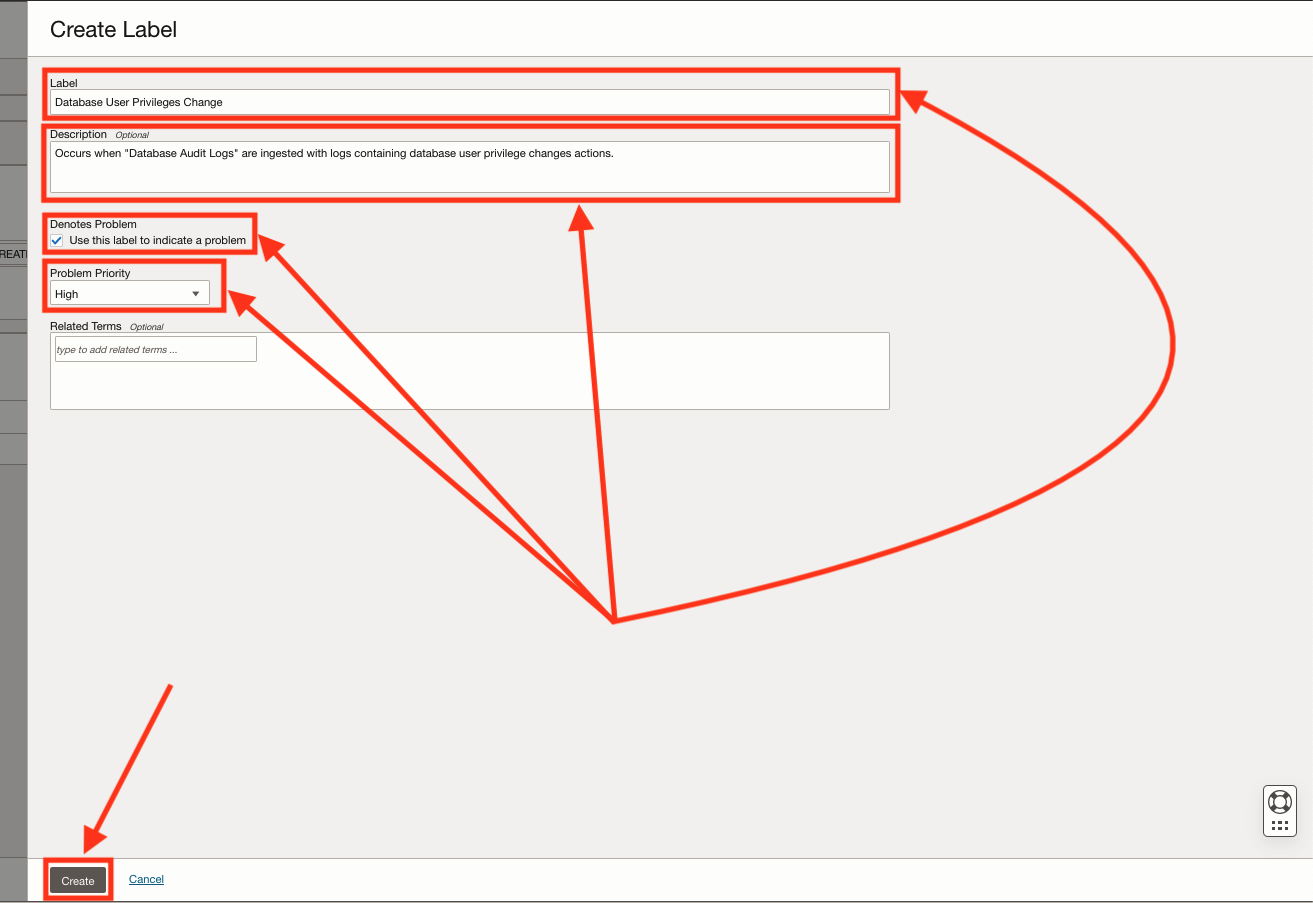 Create Label
Label
Database User Privileges Change
Description Optional
Occurs when "Database Audit Logs" are ingested with logs containing database user privilege changes actions.
Denotes Problem
Use this label to indicate a problem
REATI
Problem Priority
High
Related Terms Optional
type to add related terms ...
Create
Cancel